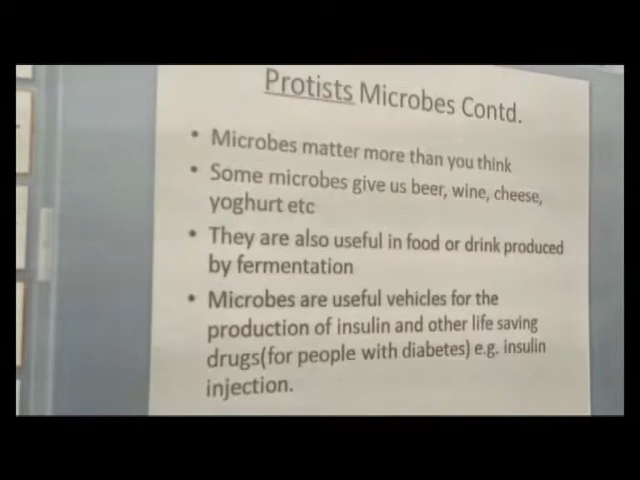 Protists Microbes Contd.
• Microbes matter more than you think
• Some microbes give us beer, wine, cheese,
yoghurt etc
• They are also useful in food or drink produced
by fermentation
• Microbes are useful vehicles for the
production of insulin and other life saving
drugs(for people with diabetes) e.g. insulin
injection.